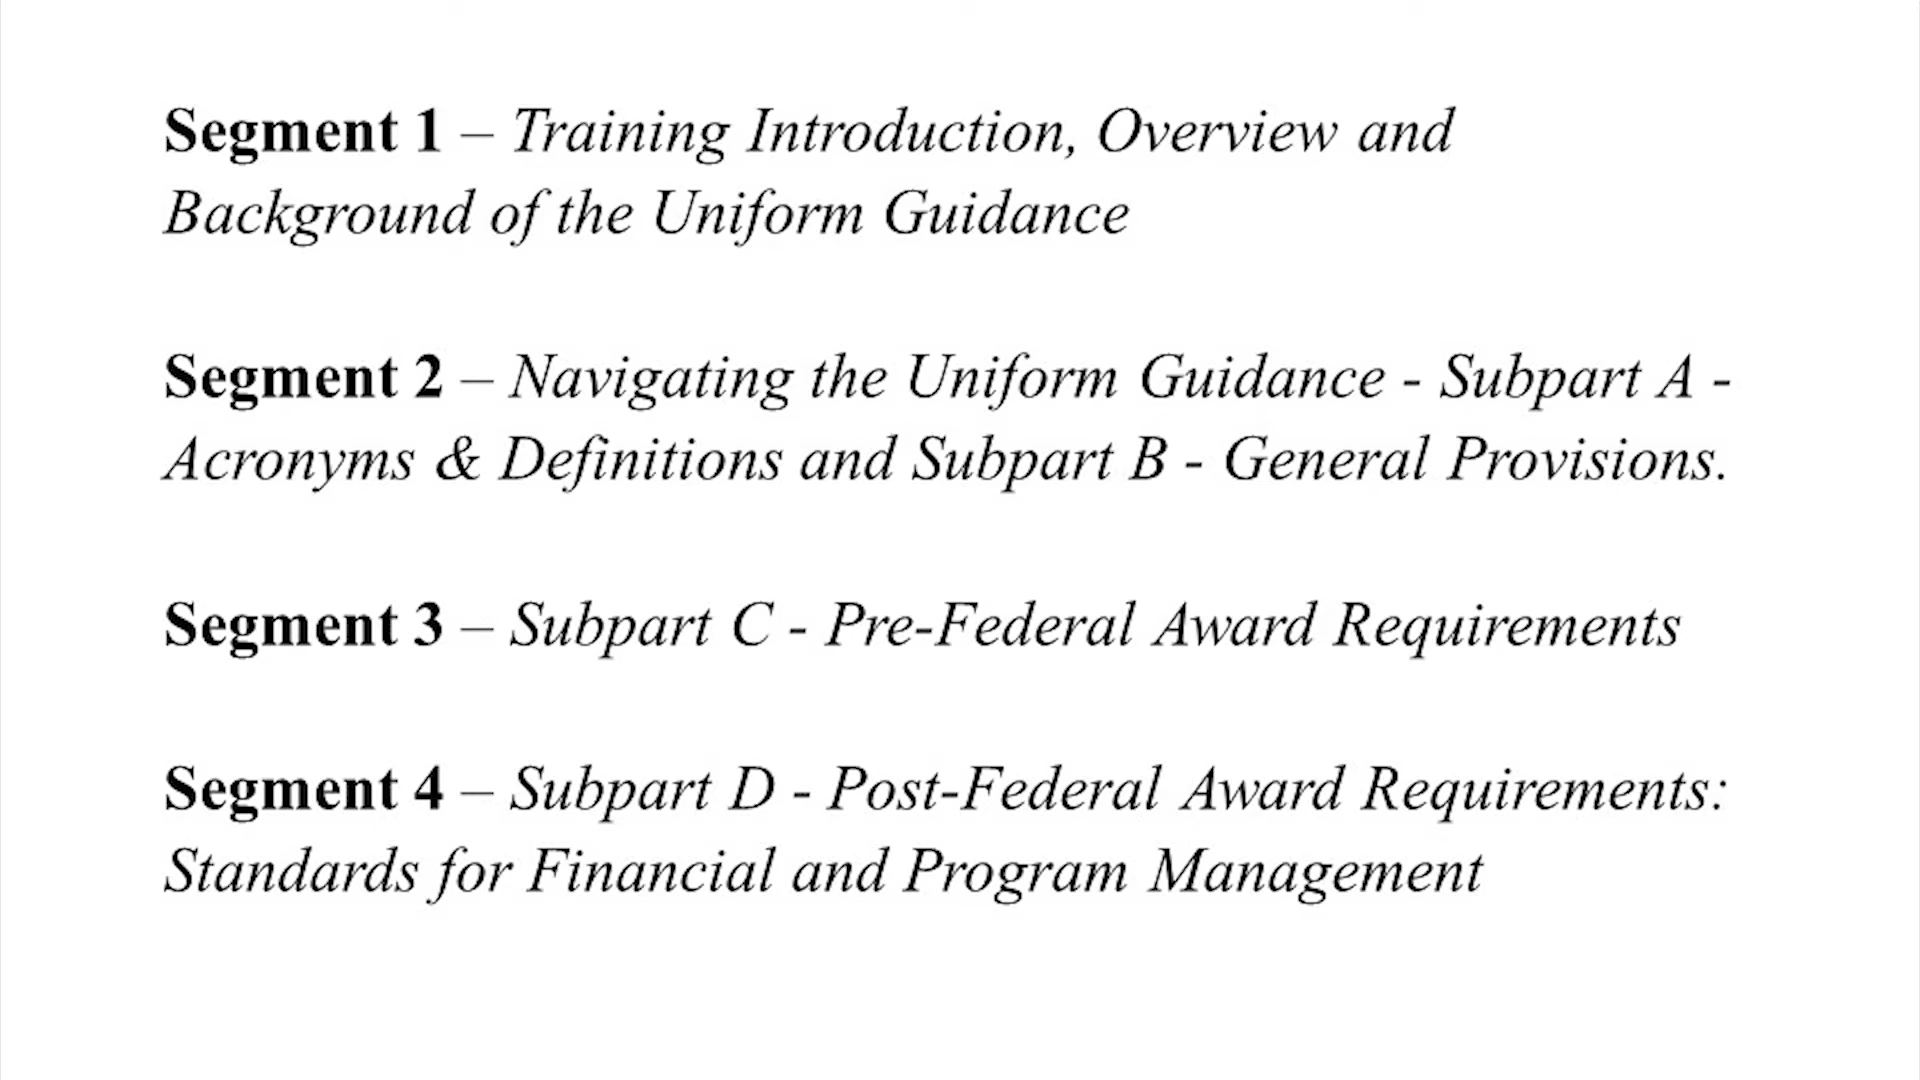 Segment 1 – Training Introduction, Overview and
Background of the Uniform Guidance
Segment 2 – Navigating the Uniform Guidance - Subpart A -
Acronyms & Definitions and Subpart B - General Provisions.
Segment 3 – Subpart C - Pre-Federal Award Requirements
Segment 4 – Subpart D - Post-Federal Award Requirements:
Standards for Financial and Program Management